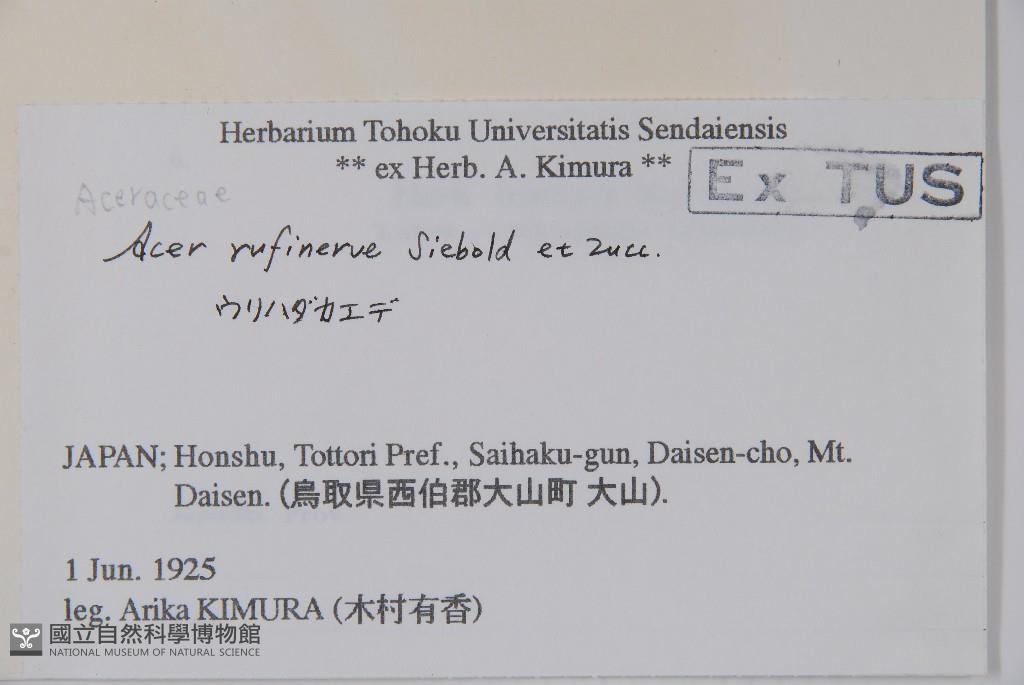 Herbarium Tohoku Universitatis Sendaiensis
** ex Herb. A. Kimura **
Ex TUS
Aceraceae
Acer rufinerve Siebold et zucc.
ウリハダカエデ
JAPAN; Honshu, Tottori Pref., Saihaku-gun, Daisen-cho, Mt.
Daisen. (鳥取県西伯郡大山町 大山).
1 Jun. 1925
leg. Arika KIMURA (木村有香)
國立自然科學博物館
NATIONAL MUSEUM OF NATURAL SCIENCE